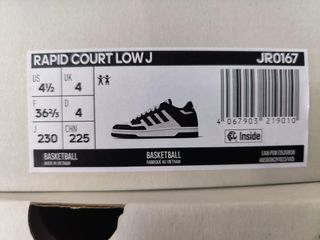 RAPID COURT LOW J JR0167
US 4½ UK 4
F 36⅔ D 4
J 230 CHN 225
4 067903 219010
Inside
BASKETBALL BASKETBALL
MADE IN VIETNAM FABRIQUÉ AU VIETNAM